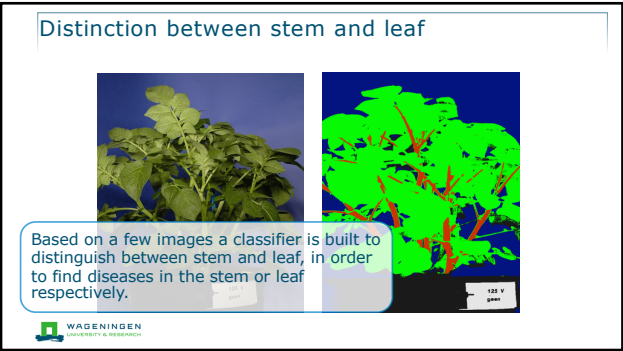 Distinction between stem and leaf
125 V
geen
Based on a few images a classifier is built to
distinguish between stem and leaf, in order
to find diseases in the stem or leaf
respectively.
WAGENINGEN
UNIVERSITY & RESEARCH